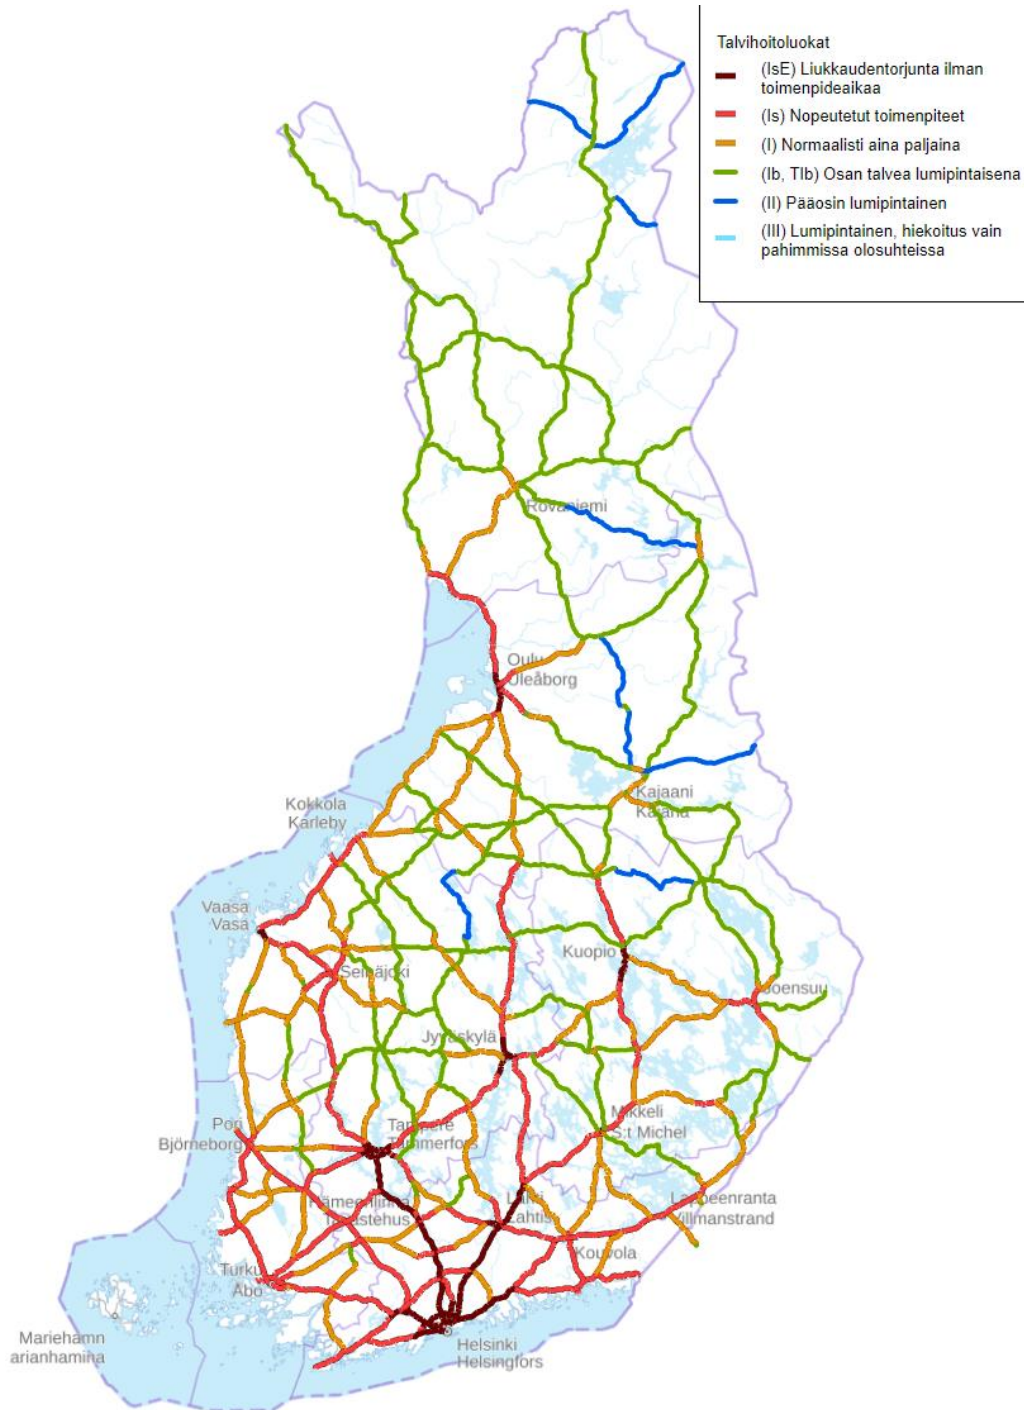 Talvihoitoluokat
(IsE) Liukkaudentorjunta ilman
toimenpideaikaa
(Is) Nopeutetut toimenpiteet
(I) Normaalisti aina paljaina
(Ib, TIb) Osan talvea lumipintaisena
(II) Pääosin lumipintainen
(III) Lumipintainen, hiekoitus vain
pahimmissa olosuhteissa
Rovaniemi
Oulu
Uleåborg
Kajaani
Kajana
Kokkola
Karleby
Vaasa
Vasa
Seinäjoki
Kuopio
Joensuu
Jyväskylä
Mikkeli
S:t Michel
Pori
Björneborg
Tampere
Tammerfors
Hämeenlinna
Tavastehus
Lahti
Lahtis
Lappeenranta
Villmanstrand
Kouvola
Turku
Åbo
Mariehamn
arianhamina
Helsinki
Helsingfors